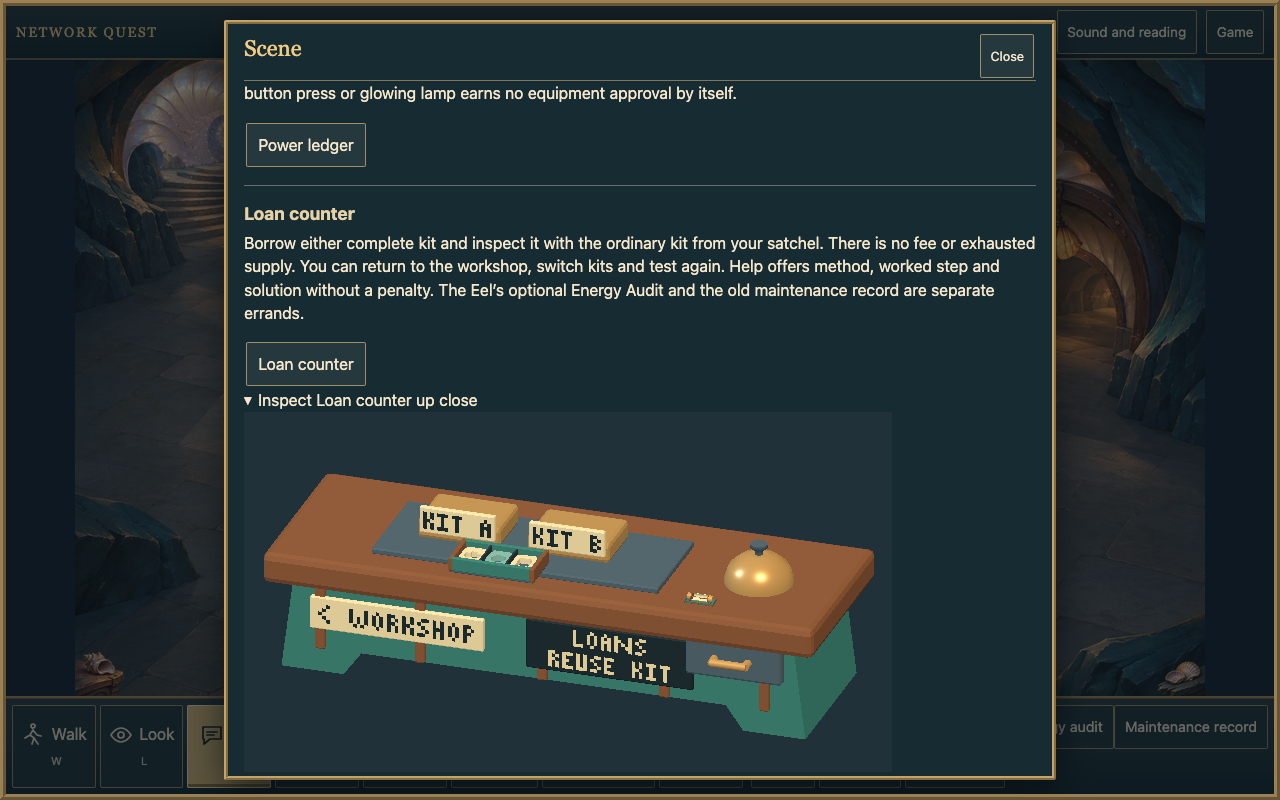 NETWORK QUEST
Scene
Close
Sound and reading
Game
button press or glowing lamp earns no equipment approval by itself.
Power ledger
Loan counter
Borrow either complete kit and inspect it with the ordinary kit from your satchel. There is no fee or exhausted
supply. You can return to the workshop, switch kits and test again. Help offers method, worked step and
solution without a penalty. The Eel’s optional Energy Audit and the old maintenance record are separate
errands.
Loan counter
▾ Inspect Loan counter up close
KIT A
KIT B
< WORKSHOP
LOANS
REUSE KIT
Walk
W
Look
L
audit
Maintenance record